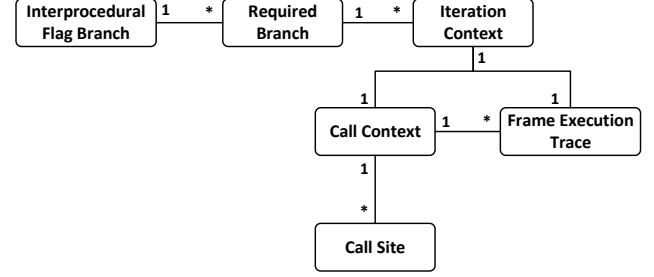 Interprocedural
Flag Branch
1
*
Required
Branch
1
*
Iteration
Context
1
1
1
Call Context
1
*
Frame Execution
Trace
1
*
Call Site